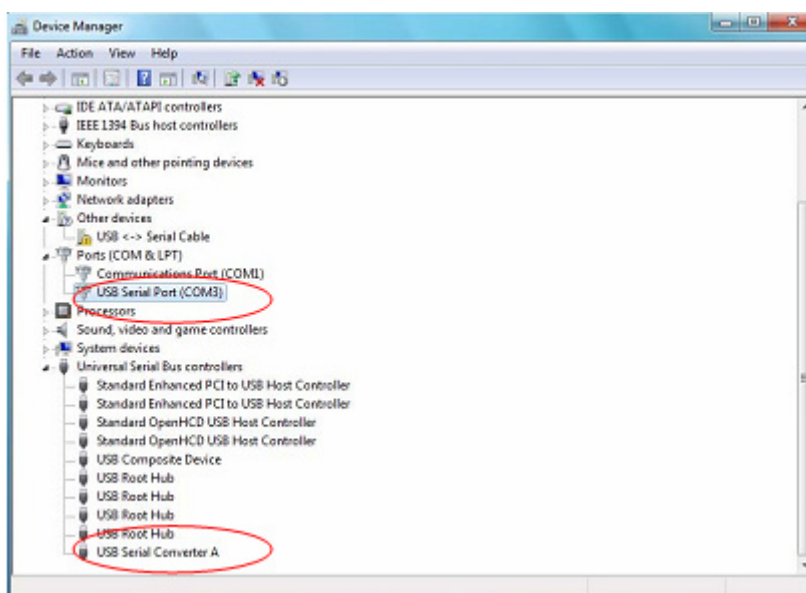 Device Manager
File Action View Help
IDE ATA/ATAPI controllers
IEEE 1394 Bus host controllers
Keyboards
Mice and other pointing devices
Monitors
Network adapters
Other devices
USB <-> Serial Cable
Ports (COM & LPT)
Communications Port (COM1)
USB Serial Port (COM3)
Processors
Sound, video and game controllers
System devices
Universal Serial Bus controllers
Standard Enhanced PCI to USB Host Controller
Standard Enhanced PCI to USB Host Controller
Standard OpenHCD USB Host Controller
Standard OpenHCD USB Host Controller
USB Composite Device
USB Root Hub
USB Root Hub
USB Root Hub
USB Root Hub
USB Serial Converter A